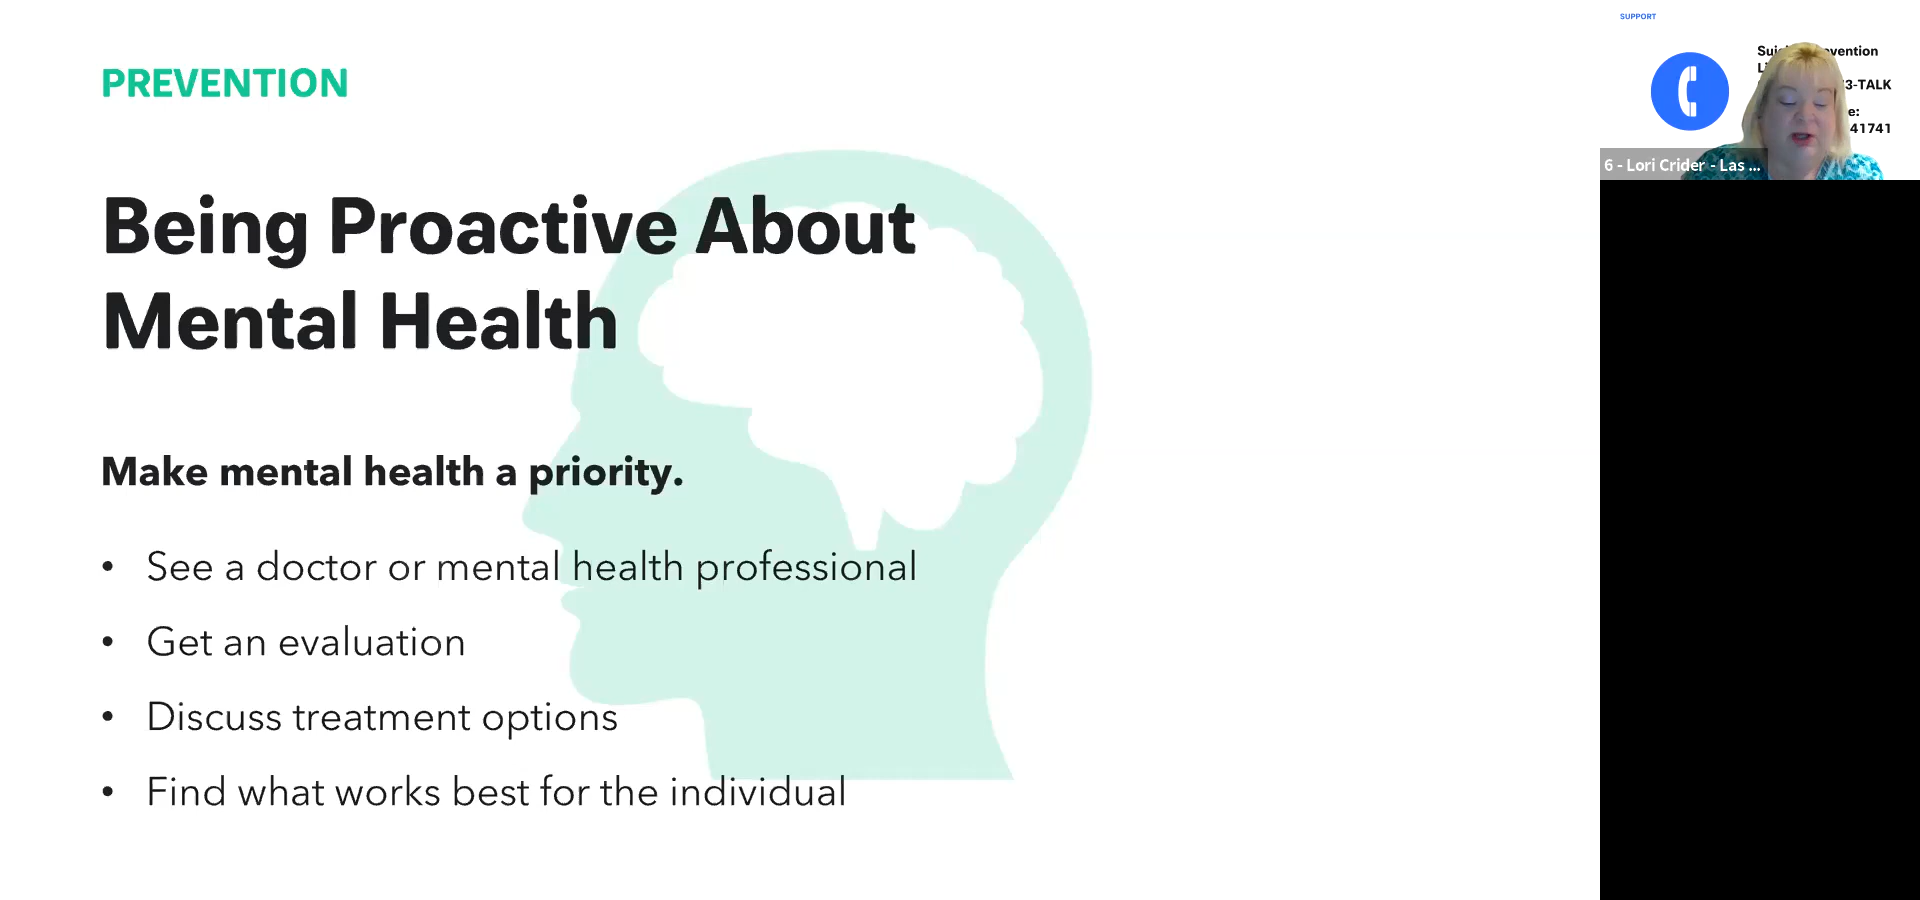 PREVENTION
Being Proactive About
Mental Health
Make mental health a priority.
• See a doctor or mental health professional
• Get an evaluation
• Discuss treatment options
• Find what works best for the individual
SUPPORT
3-TALK
41741
6 - Lori Crider - Las ...